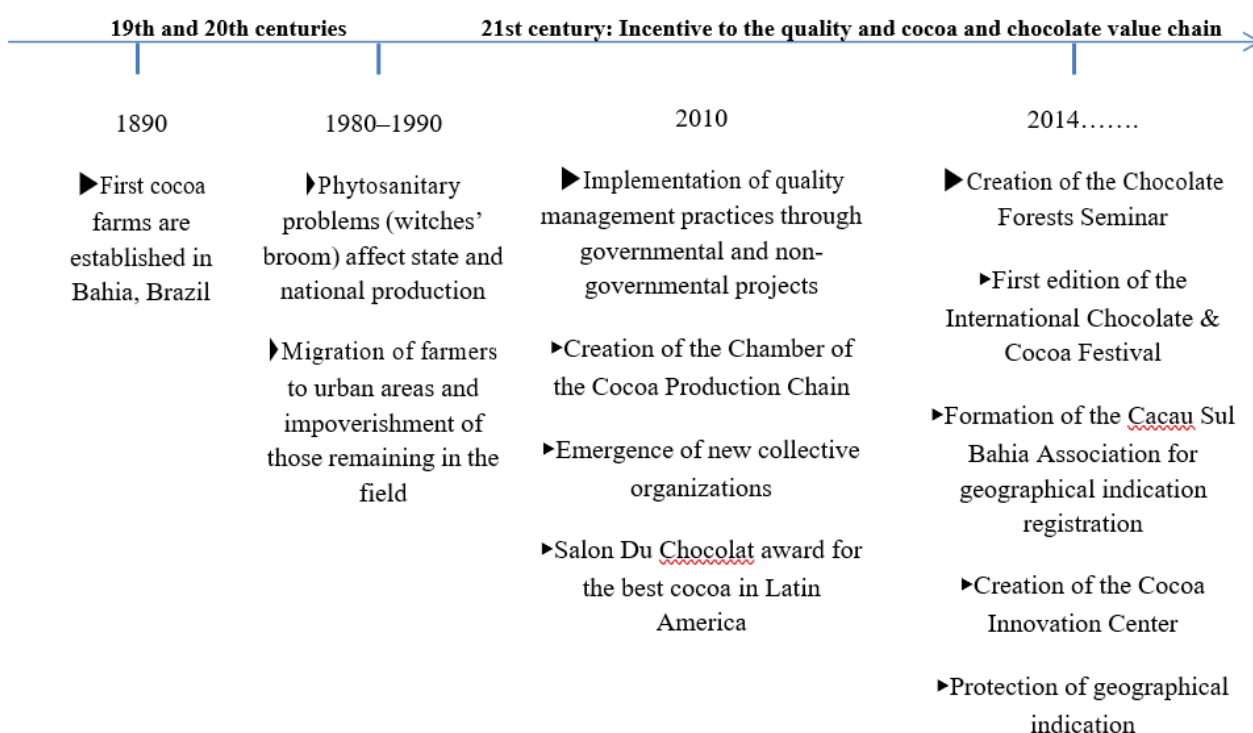 19th and 20th centuries
21st century: Incentive to the quality and cocoa and chocolate value chain
1890
▶First cocoa
farms are
established in
Bahia, Brazil
1980–1990
▶Phytosanitary
problems (witches’
broom) affect state and
national production
▶Migration of farmers
to urban areas and
impoverishment of
those remaining in the
field
2010
▶Implementation of quality
management practices through
governmental and non-
governmental projects
▶Creation of the Chamber of
the Cocoa Production Chain
▶Emergence of new collective
organizations
▶Salon Du Chocolat award for
the best cocoa in Latin
America
2014…….
▶Creation of the Chocolate
Forests Seminar
▶First edition of the
International Chocolate &
Cocoa Festival
▶Formation of the Cacau Sul
Bahia Association for
geographical indication
registration
▶Creation of the Cocoa
Innovation Center
▶Protection of geographical
indication